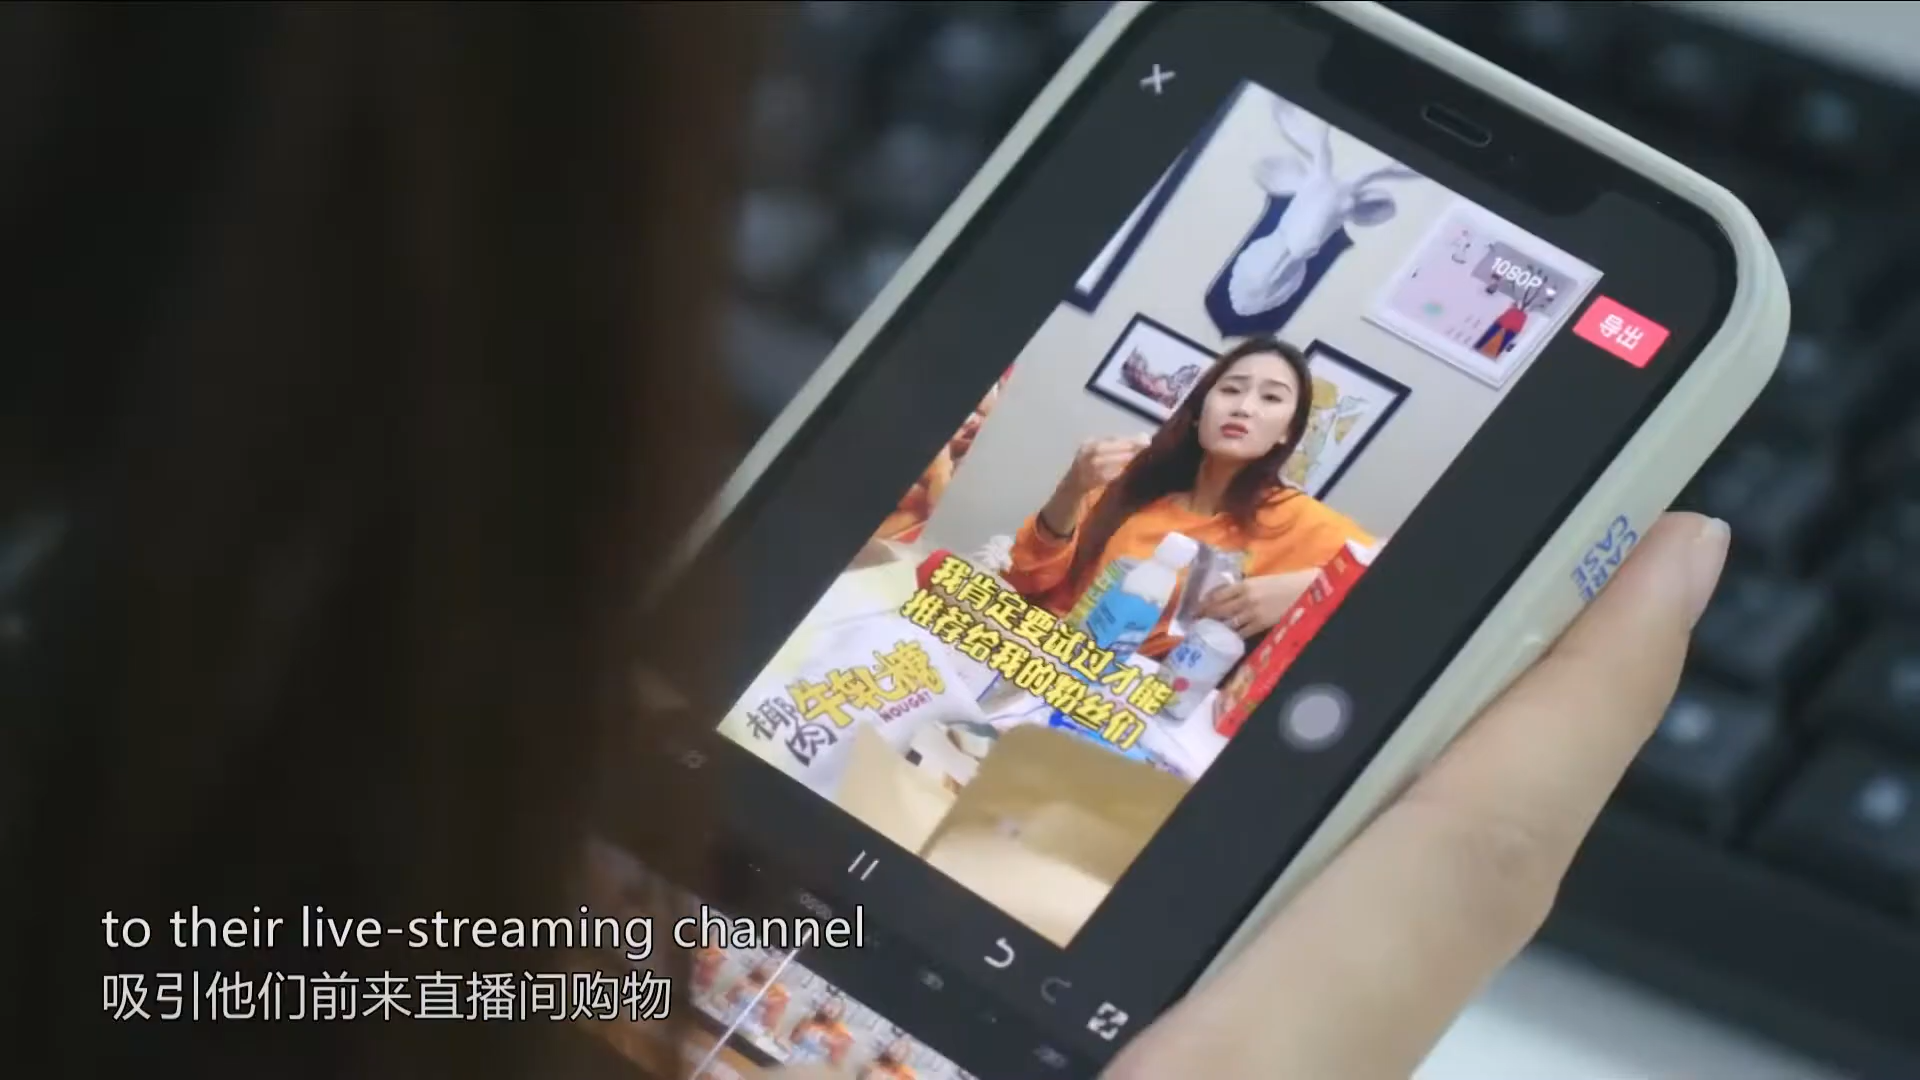 1080P
导出
我肯定要试过才能
推荐给我的粉丝们
椰肉
牛轧糖
NOUGAT
CARE
CASE
to their live-streaming channel
吸引他们前来直播间购物